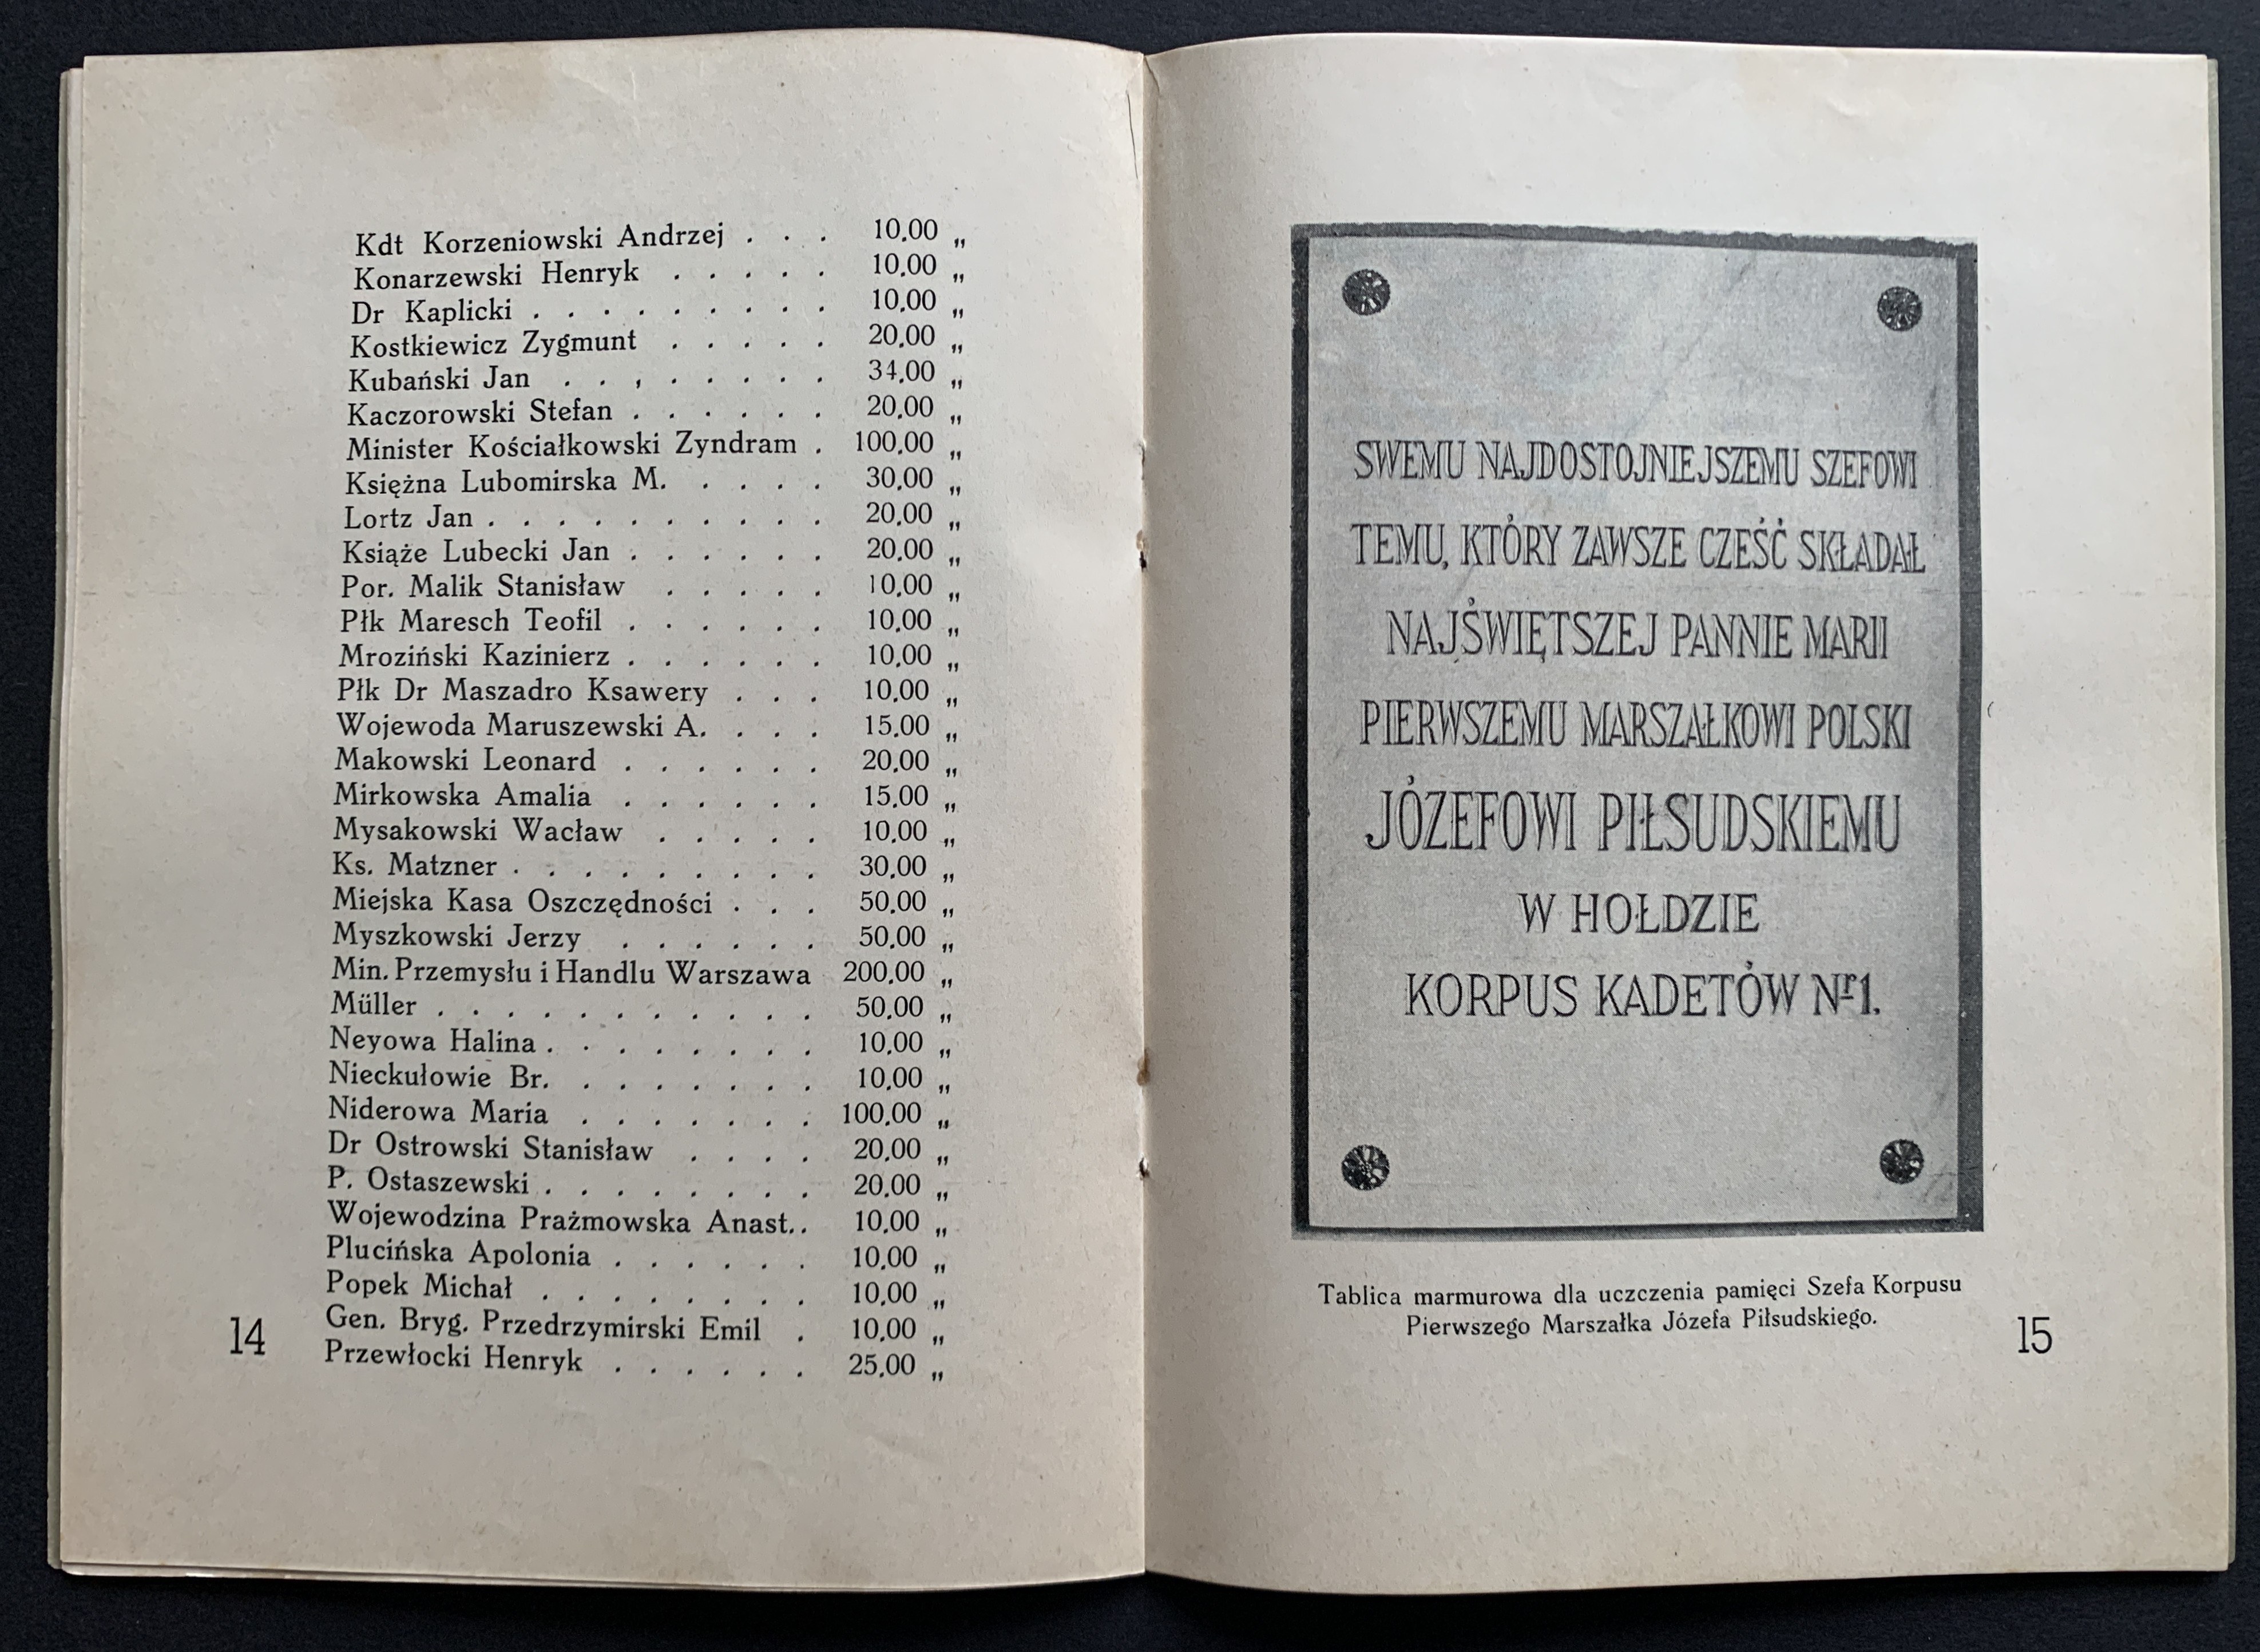 Kdt Korzeniowski Andrzej . . . 10.00 „
Konarzewski Henryk . . . . . 10.00 „
Dr Kaplicki . . . . . . . . . 10.00 „
Kostkiewicz Zygmunt . . . . . 20.00 „
Kubański Jan . . , . . . . . 34.00 „
Kaczorowski Stefan . . . . . . 20.00 „
Minister Kościałkowski Zyndram . 100.00 „
Księżna Lubomirska M. . . . . 30.00 „
Lortz Jan . . . . . . . . . . 20.00 „
Książe Lubecki Jan . . . . . . 20.00 „
Por. Malik Stanisław . . . . . 10.00 „
Płk Maresch Teofil . . . . . . 10.00 „
Mroziński Kazinierz . . . . . . 10.00 „
Płk Dr Maszadro Ksawery . . . 10.00 „
Wojewoda Maruszewski A. . . . 15.00 „
Makowski Leonard . . . . . . 20.00 „
Mirkowska Amalia . . . . . . 15.00 „
Mysakowski Wacław . . . . . 10.00 „
Ks. Matzner . . . . . . . . . 30.00 „
Miejska Kasa Oszczędności . . . 50.00 „
Myszkowski Jerzy . . . . . . 50.00 „
Min. Przemysłu i Handlu Warszawa 200.00 „
Müller . . . . . . . . . . . 50.00 „
Neyowa Halina . . . . . . . . 10.00 „
Nieckułowie Br. . . . . . . . 10.00 „
Niderowa Maria . . . . . . . 100.00 „
Dr Ostrowski Stanisław . . . . 20.00 „
P. Ostaszewski . . . . . . . . 20.00 „
Wojewodzina Prażmowska Anast. . 10.00 „
Plucińska Apolonia . . . . . . 10.00 „
Popek Michał . . . . . . . . 10.00 „
Gen. Bryg. Przedrzymirski Emil . 10.00 „
Przewłocki Henryk . . . . . . 25.00 „
14
SWEMU NAJDOSTOJNIEJSZEMU SZEFOWI
TEMU, KTÓRY ZAWSZE CZEŚĆ SKŁADAŁ
NAJŚWIĘTSZEJ PANNIE MARII
PIERWSZEMU MARSZAŁKOWI POLSKI
JÓZEFOWI PIŁSUDSKIEMU
W HOŁDZIE
KORPUS KADETÓW Nr 1.
Tablica marmurowa dla uczczenia pamięci Szefa Korpusu
Pierwszego Marszałka Józefa Piłsudskiego.
15